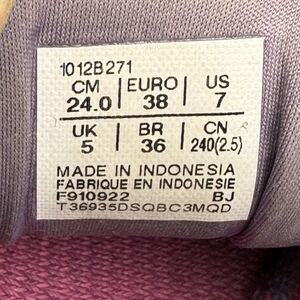 1012B271
CM EURO US
24.0 38 7
UK BR CN
5 36 240(2.5)
MADE IN INDONESIA
FABRIQUE EN INDONESIE
F910922 BJ
T36935DSQBC3MQD